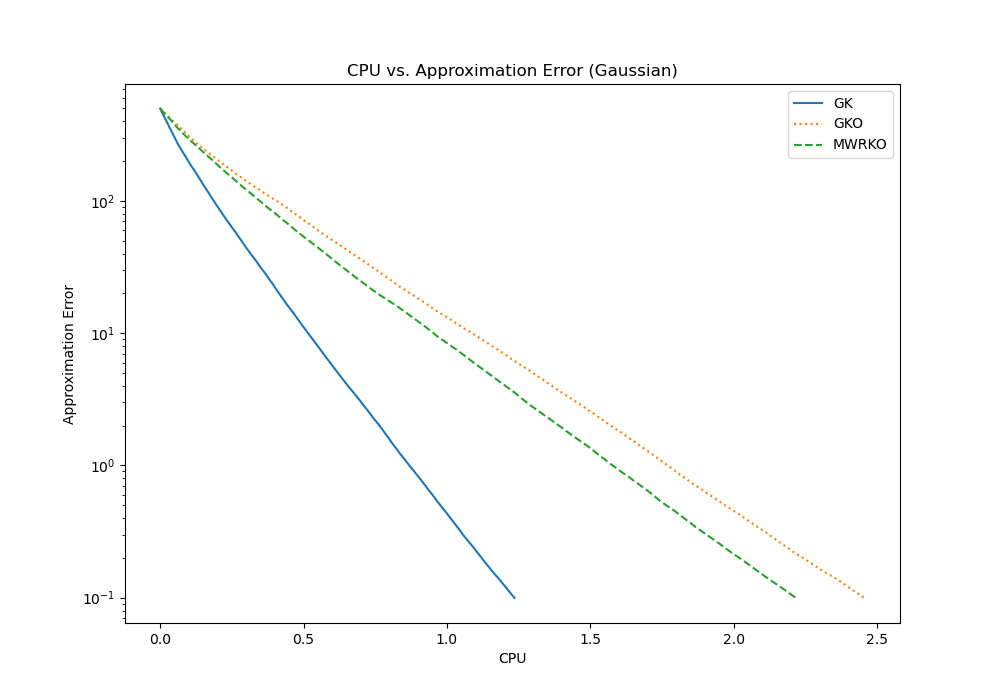 CPU vs. Approximation Error (Gaussian)
GK
GKO
MWRKO
Approximation Error
10²
10¹
10⁰
10⁻¹
0.0 0.5 1.0 1.5 2.0 2.5
CPU